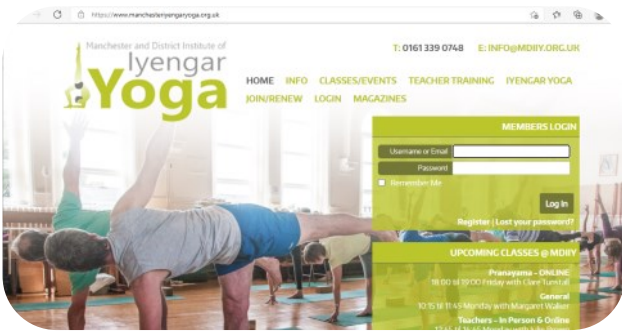 https://www.manchesteriyengaryoga.org.uk
Manchester and District Institute of
Iyengar
Yoga
T: 0161 339 0748 E: INFO@MDIIY.ORG.UK
HOME INFO CLASSES/EVENTS TEACHER TRAINING IYENGAR YOGA
JOIN/RENEW LOGIN MAGAZINES
MEMBERS LOGIN
Username or Email
Password
Remember Me
Log In
Register | Lost your password?
UPCOMING CLASSES @ MDIIY
Pranayama - ONLINE
18:00 til 19:00 Friday with Clare Tunstall
General
10:15 til 11:45 Monday with Margaret Walker
Teachers - In Person & Online